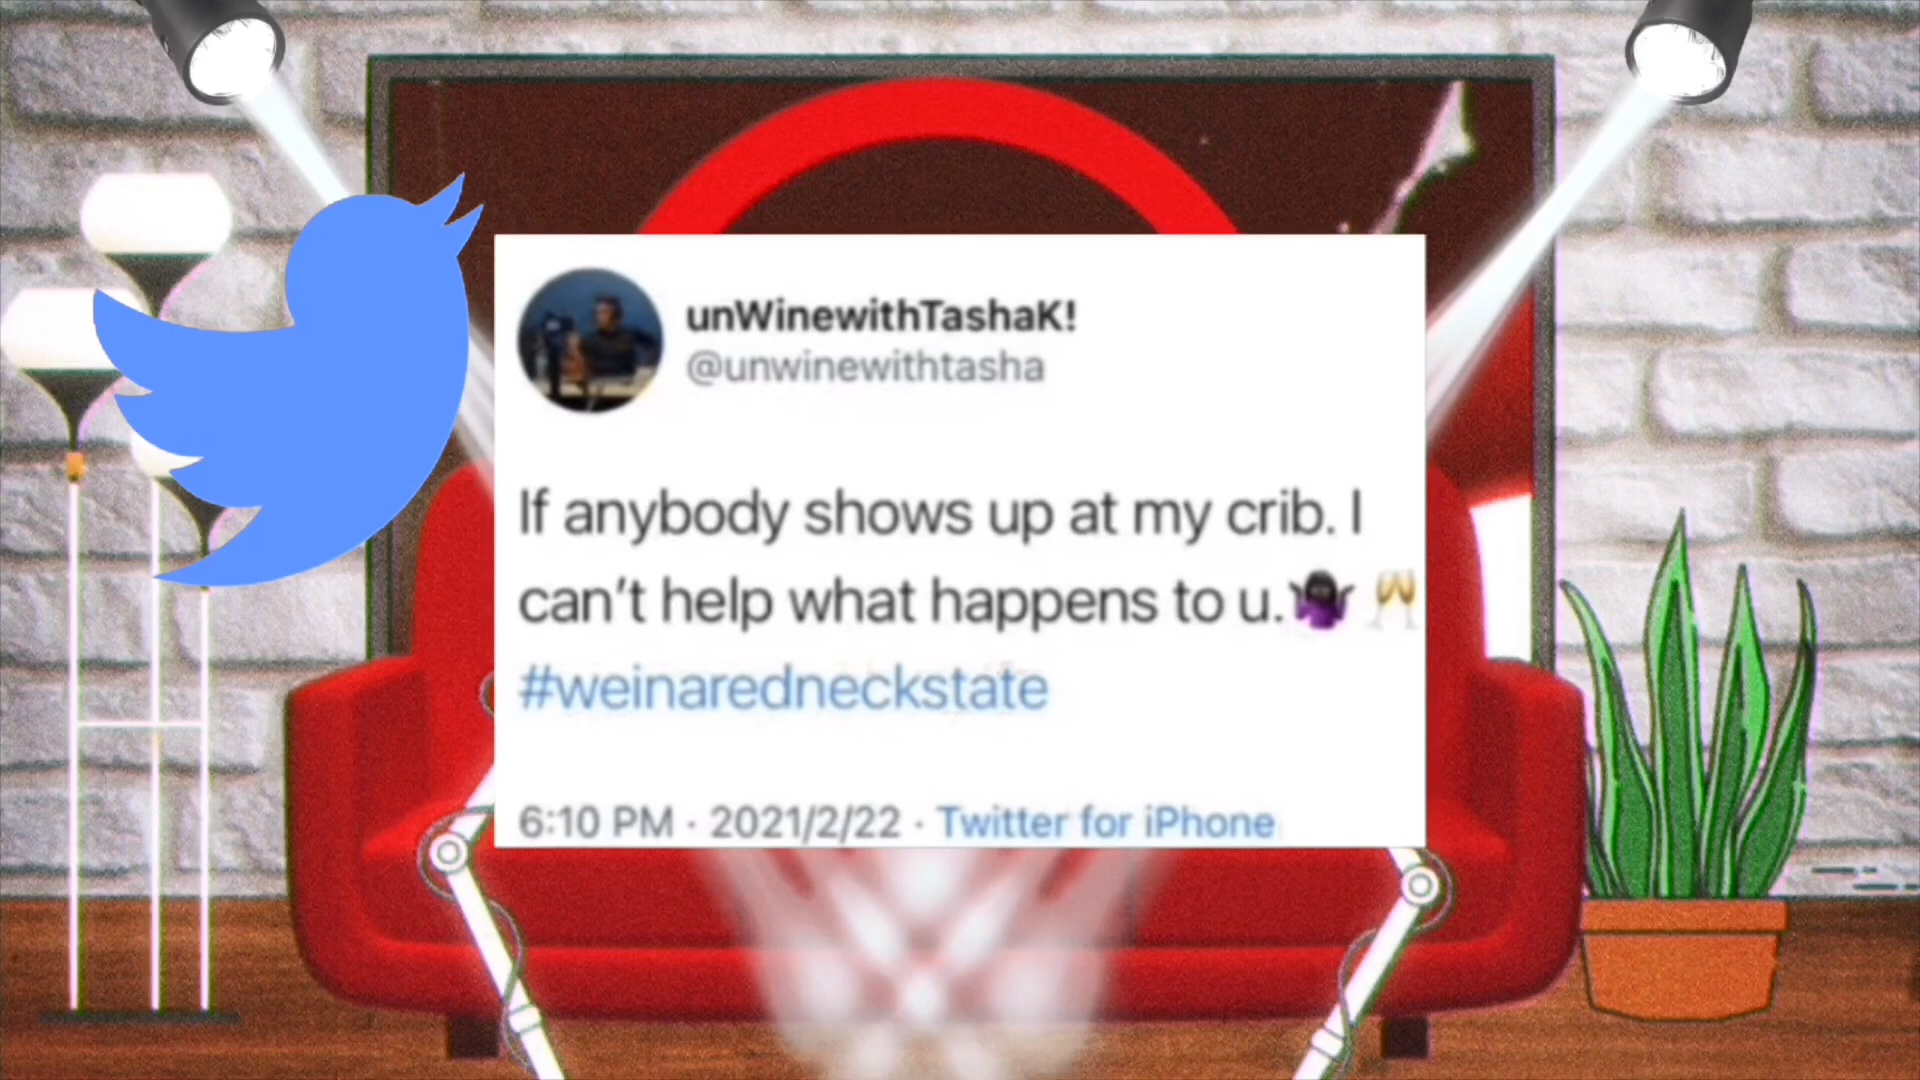 unWinewithTashaK!
@unwinewithtasha
If anybody shows up at my crib. I
can't help what happens to u.🤷🏿‍♀️ 🥂
#weinaredneckstate
6:10 PM · 2021/2/22 · Twitter for iPhone